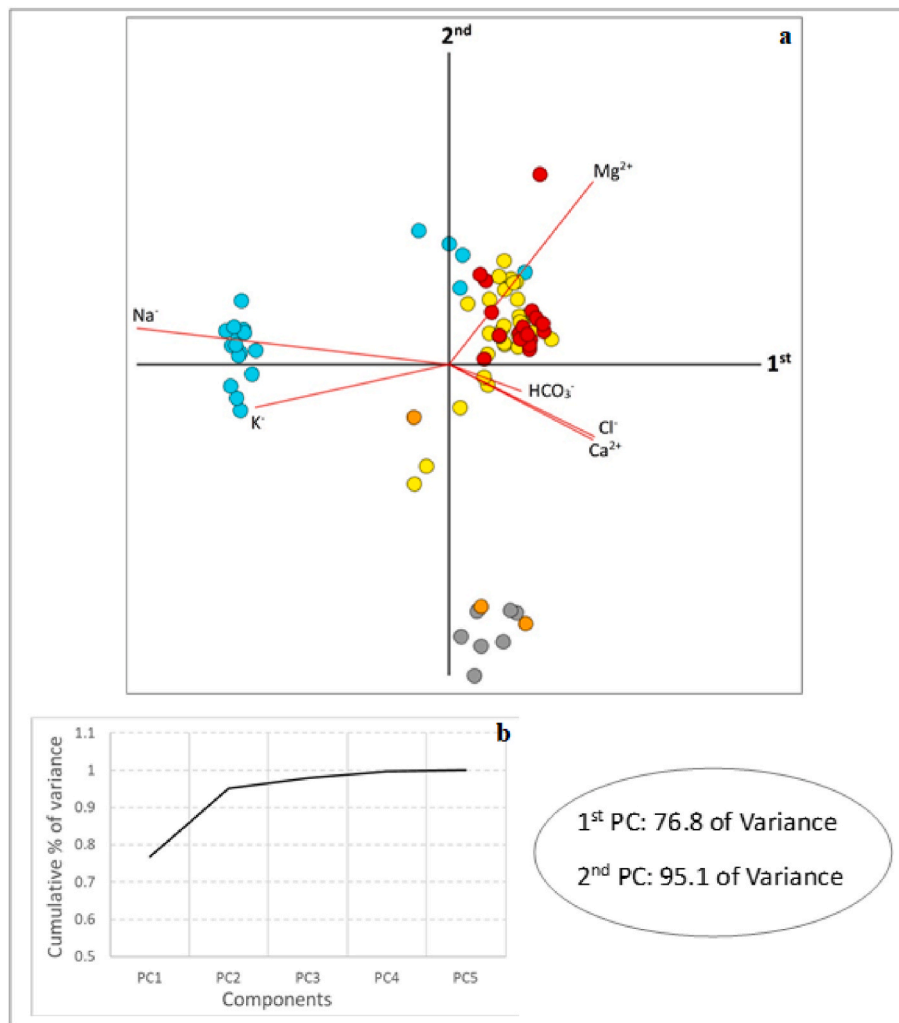 a
2nd
Mg2+
Na-
1st
HCO3-
K-
Cl-
Ca2+
b
1.1
1
0.9
0.8
0.7
0.6
0.5
Cumulative % of variance
PC1 PC2 PC3 PC4 PC5
Components
1st PC: 76.8 of Variance
2nd PC: 95.1 of Variance